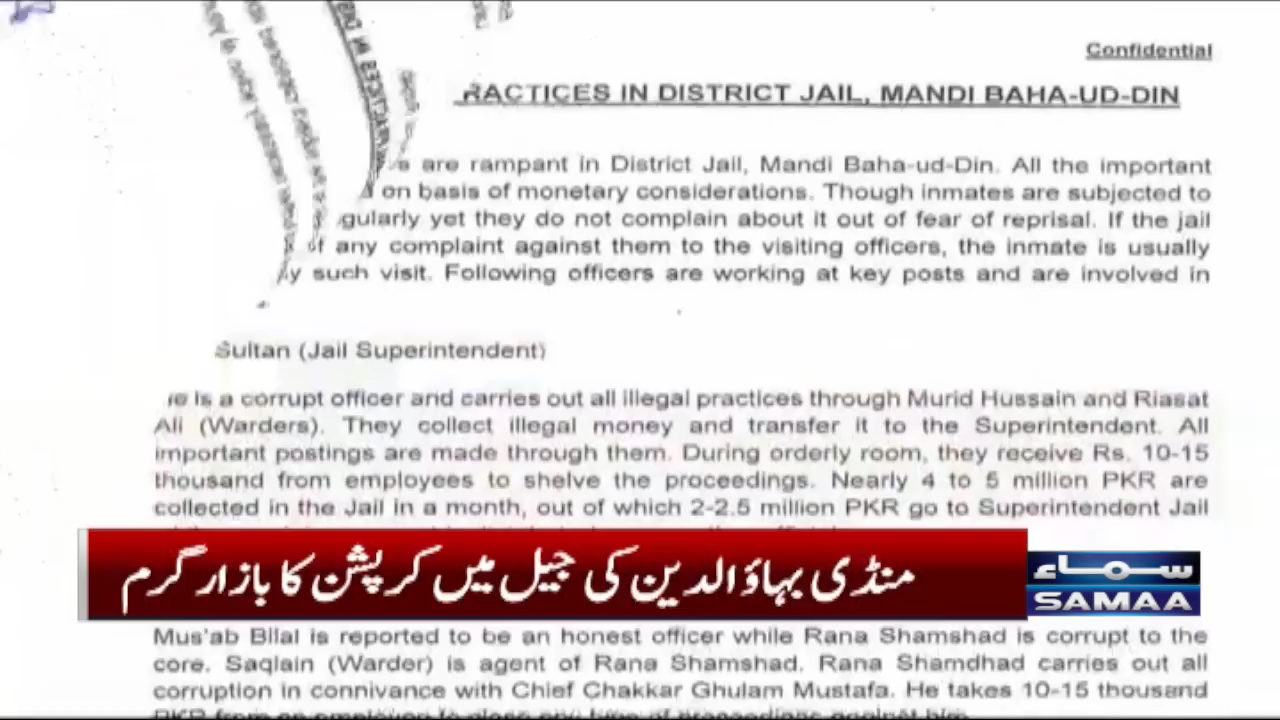 Confidential
RACTICES IN DISTRICT JAIL, MANDI BAHA-UD-DIN
are rampant in District Jail, Mandi Baha-ud-Din. All the important
on basis of monetary considerations. Though inmates are subjected to
gularly yet they do not complain about it out of fear of reprisal. If the jail
of any complaint against them to the visiting officers, the inmate is usually
y such visit. Following officers are working at key posts and are involved in
Sultan (Jail Superintendent)
is a corrupt officer and carries out all illegal practices through Murid Hussain and Riasat
Ali (Warders). They collect illegal money and transfer it to the Superintendent. All
important postings are made through them. During orderly room, they receive Rs. 10-15
thousand from employees to shelve the proceedings. Nearly 4 to 5 million PKR are
collected in the Jail in a month, out of which 2-2.5 million PKR go to Superintendent Jail
منڈی بہاؤالدین کی جیل میں کرپشن کا بازار گرم
سماء
SAMAA
Mus'ab Bilal is reported to be an honest officer while Rana Shamshad is corrupt to the
core. Saqlain (Warder) is agent of Rana Shamshad. Rana Shamdhad carries out all
corruption in connivance with Chief Chakkar Ghulam Mustafa. He takes 10-15 thousand